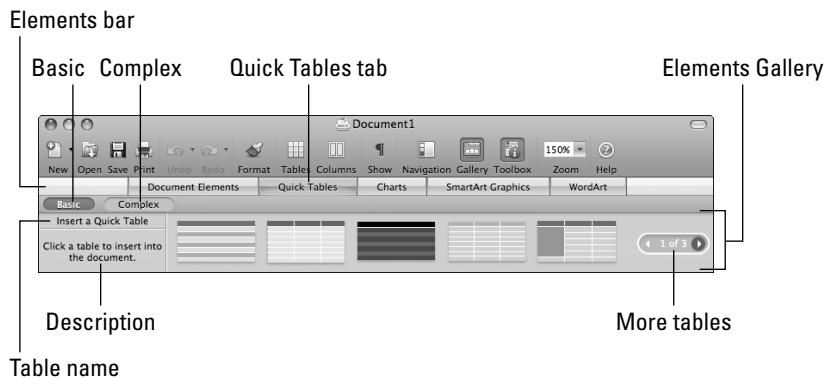 Elements bar
Basic Complex Quick Tables tab Elements Gallery
Document1
New Open Save Print Undo Redo Format Tables Columns Show Navigation Gallery Toolbox 150% Zoom Help
Document Elements Quick Tables Charts SmartArt Graphics WordArt
Basic Complex
Insert a Quick Table
Click a table to insert into
the document.
1 of 3
Description More tables
Table name